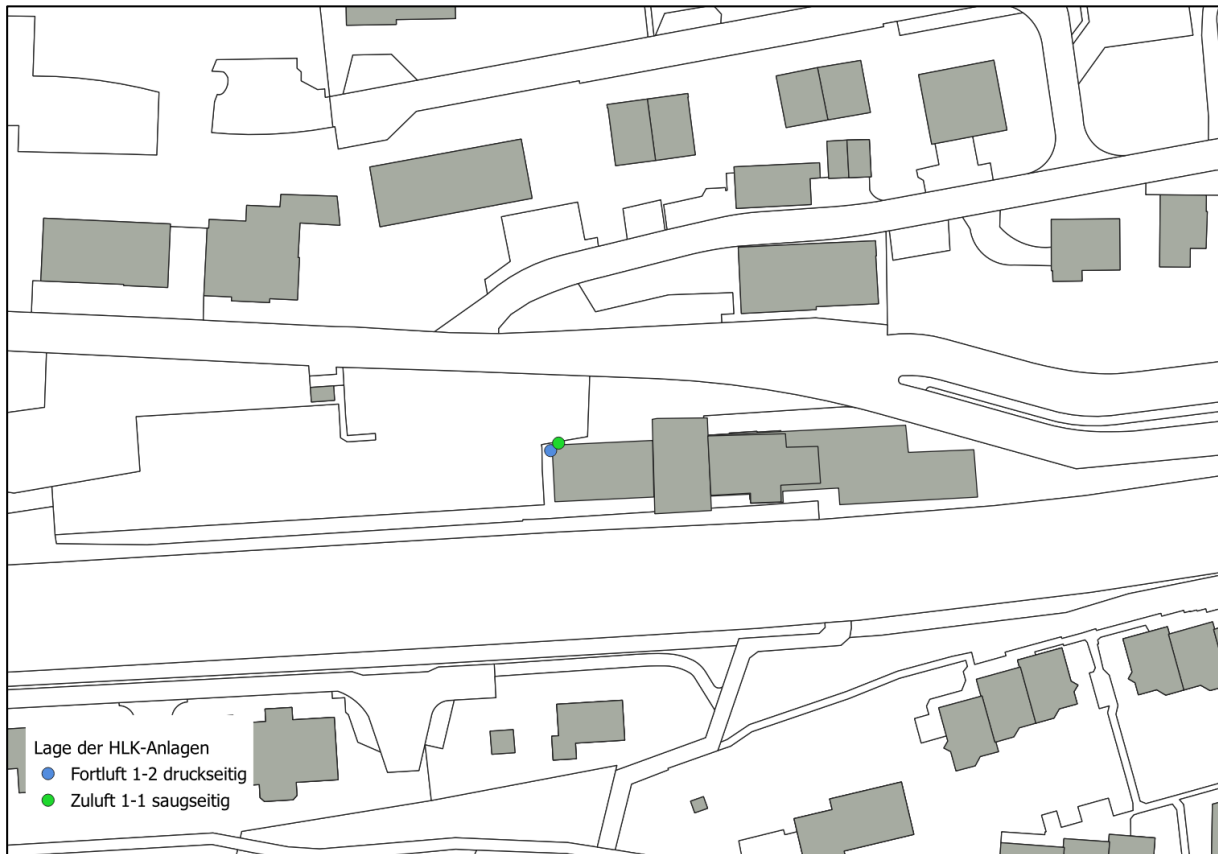 Lage der HLK-Anlagen
Fortluft 1-2 druckseitig
Zuluft 1-1 saugseitig